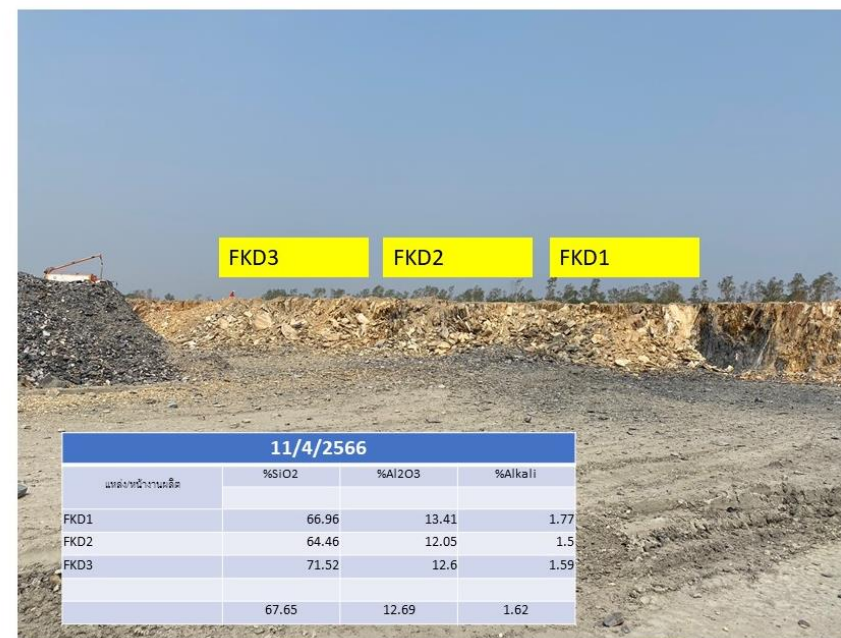 FKD3 FKD2 FKD1
11/4/2566
แหล่ง/หน้างานผลิต %SiO2 %Al2O3 %Alkali
FKD1 66.96 13.41 1.77
FKD2 64.46 12.05 1.5
FKD3 71.52 12.6 1.59
67.65 12.69 1.62